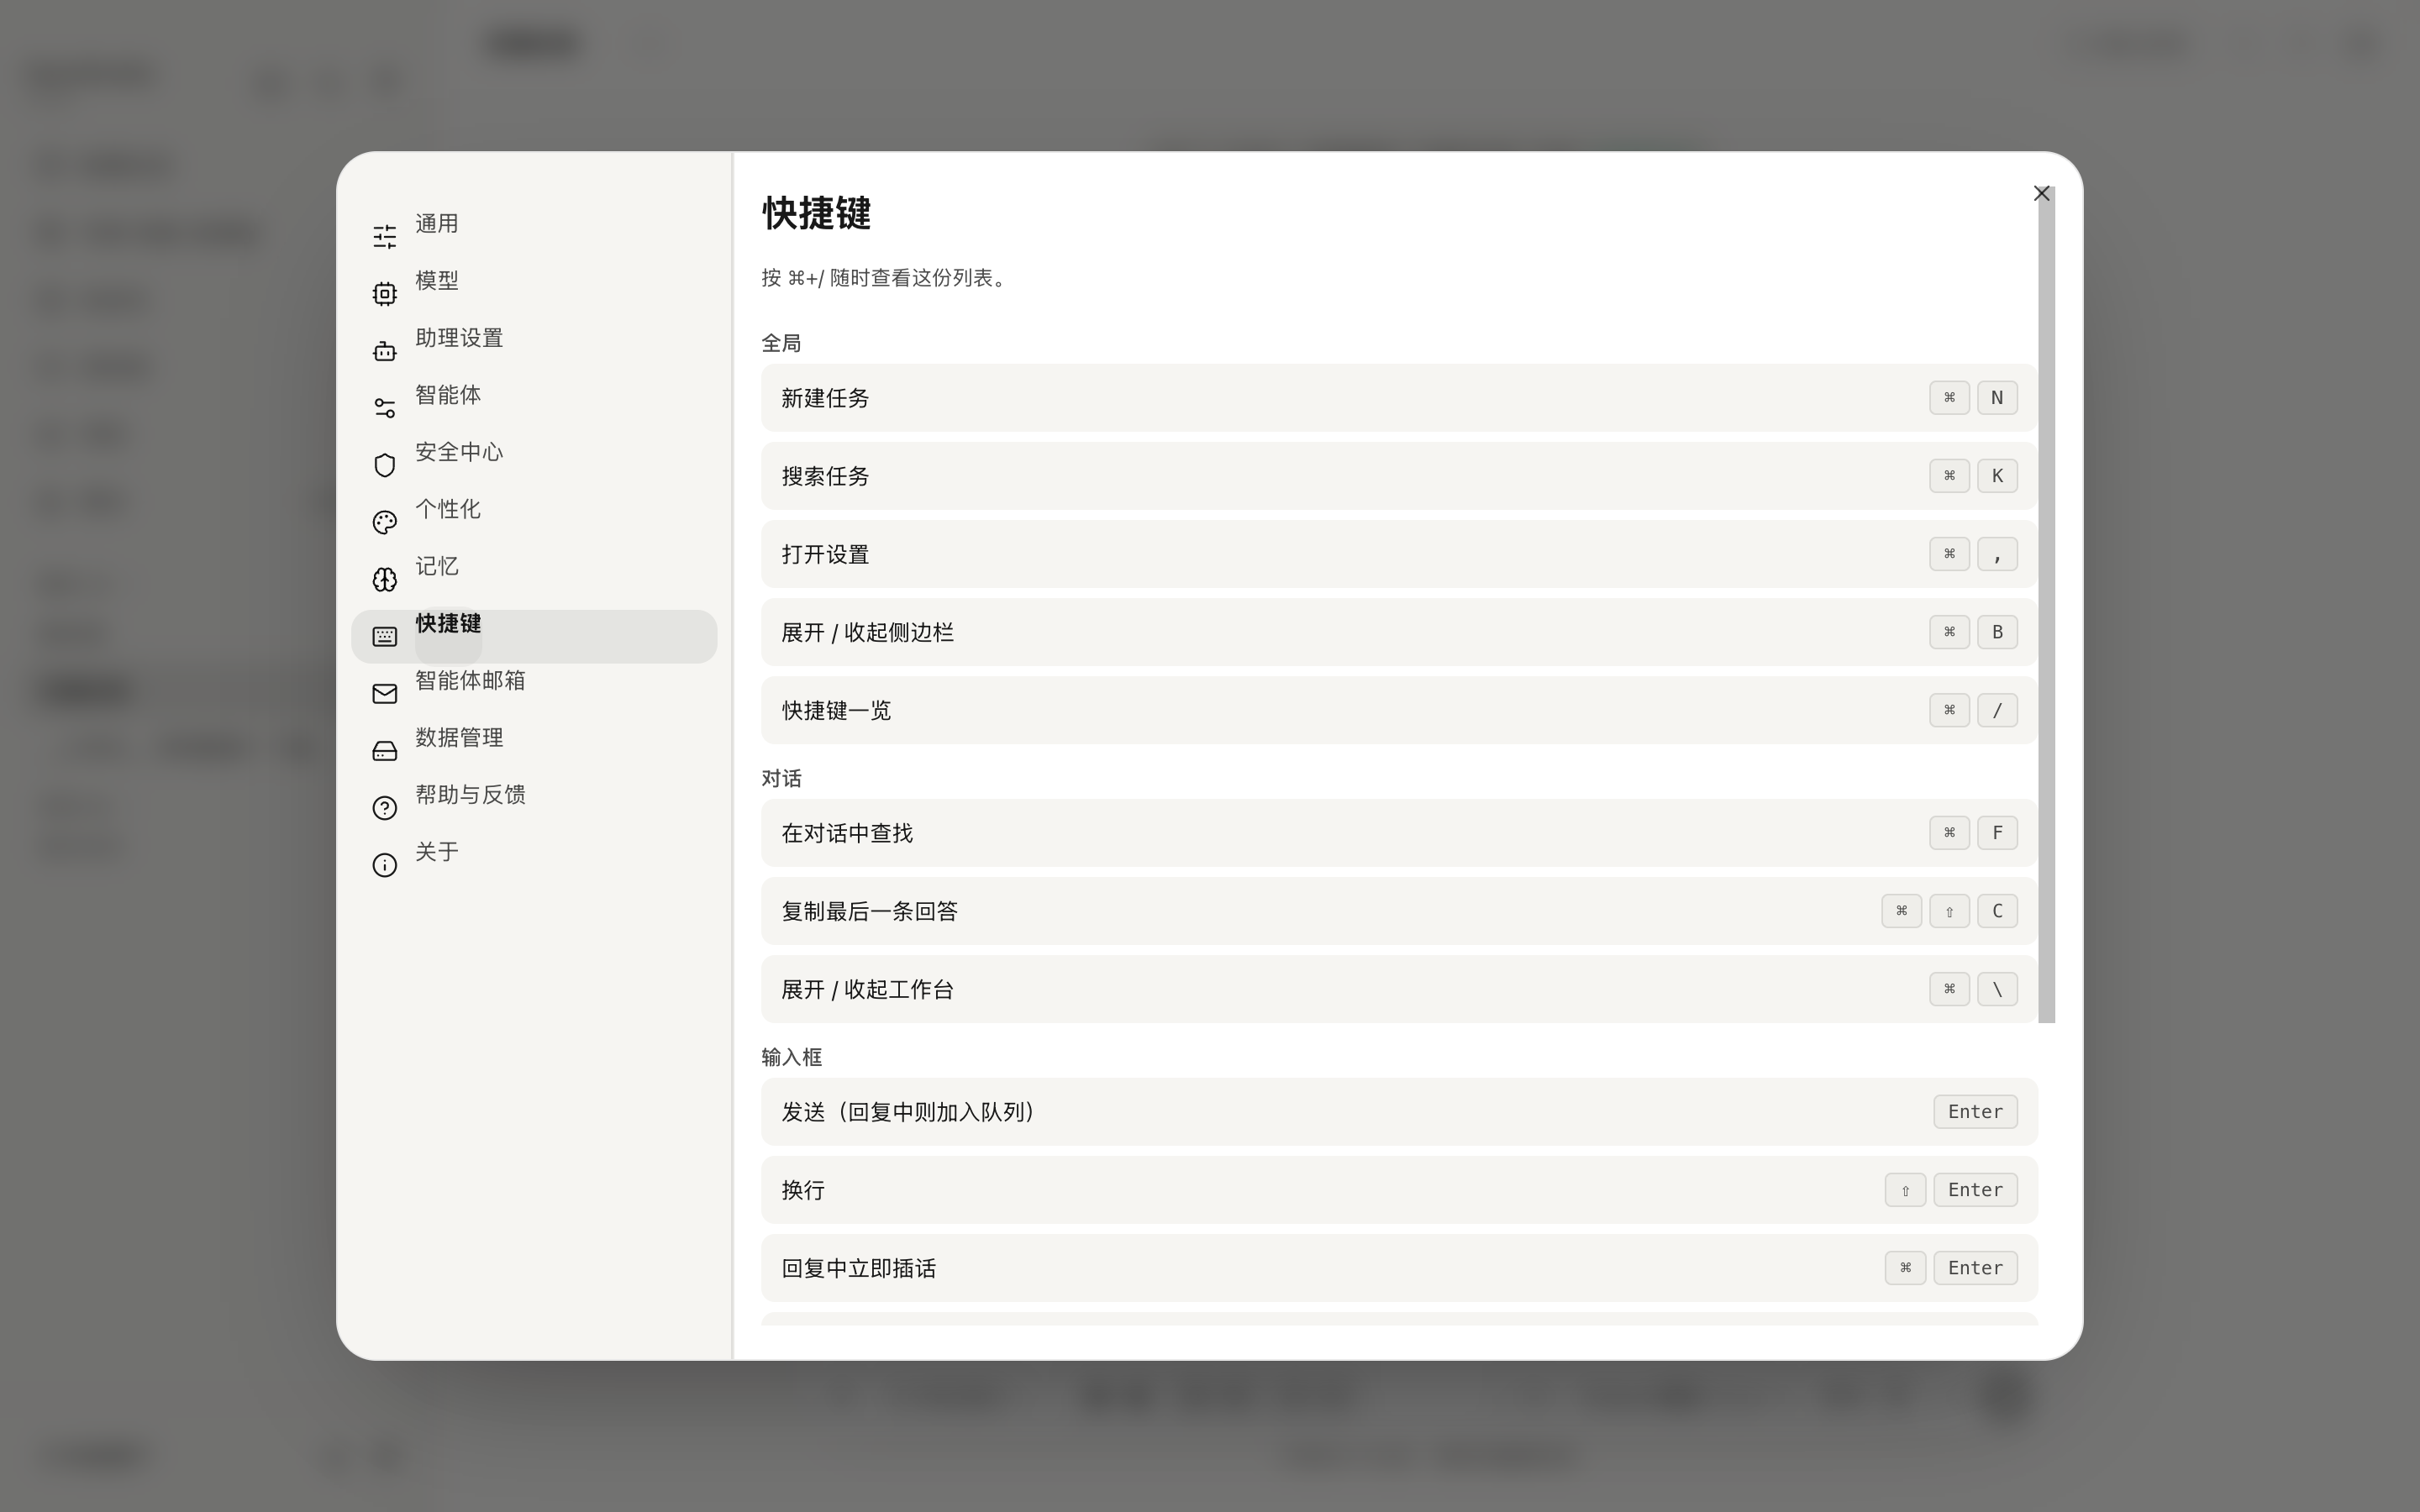 通用
模型
助理设置
智能体
安全中心
个性化
记忆
快捷键
智能体邮箱
数据管理
帮助与反馈
关于
快捷键
按 ⌘+/ 随时查看这份列表。
全局
新建任务 ⌘ N
搜索任务 ⌘ K
打开设置 ⌘ ,
展开 / 收起侧边栏 ⌘ B
快捷键一览 ⌘ /
对话
在对话中查找 ⌘ F
复制最后一条回答 ⌘ ⇧ C
展开 / 收起工作台 ⌘ \
输入框
发送（回复中则加入队列） Enter
换行 ⇧ Enter
回复中立即插话 ⌘ Enter